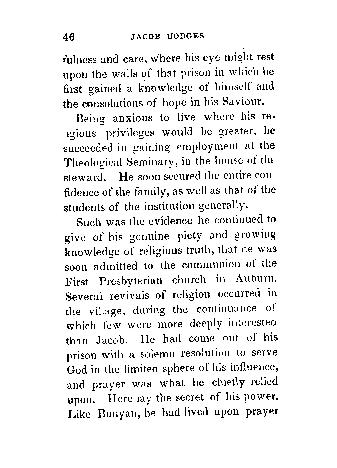 46 JACOB HODGES
fulness and care, where his eye might rest
upon the walls of that prison in which he
first gained a knowledge of himself and
the consolations of hope in his Saviour.
Being anxious to live where his re-
ligious privileges would be greater, he
succeeded in gaining employment at the
Theological Seminary, in the house of the
steward. He soon secured the entire con
fidence of the family, as well as that of the
students of the institution generally.
Such was the evidence he continued to
give of his genuine piety and growing
knowledge of religious truth, that he was
soon admitted to the communion of the
First Presbyterian church in Auburn.
Several revivals of religion occurred in
the village, during the continuance of
which few were more deeply interested
than Jacob. He had come out of his
prison with a solemn resolution to serve
God in the limited sphere of his influence,
and prayer was what he chiefly relied
upon. Here lay the secret of his power.
Like Bunyan, he had lived upon prayer